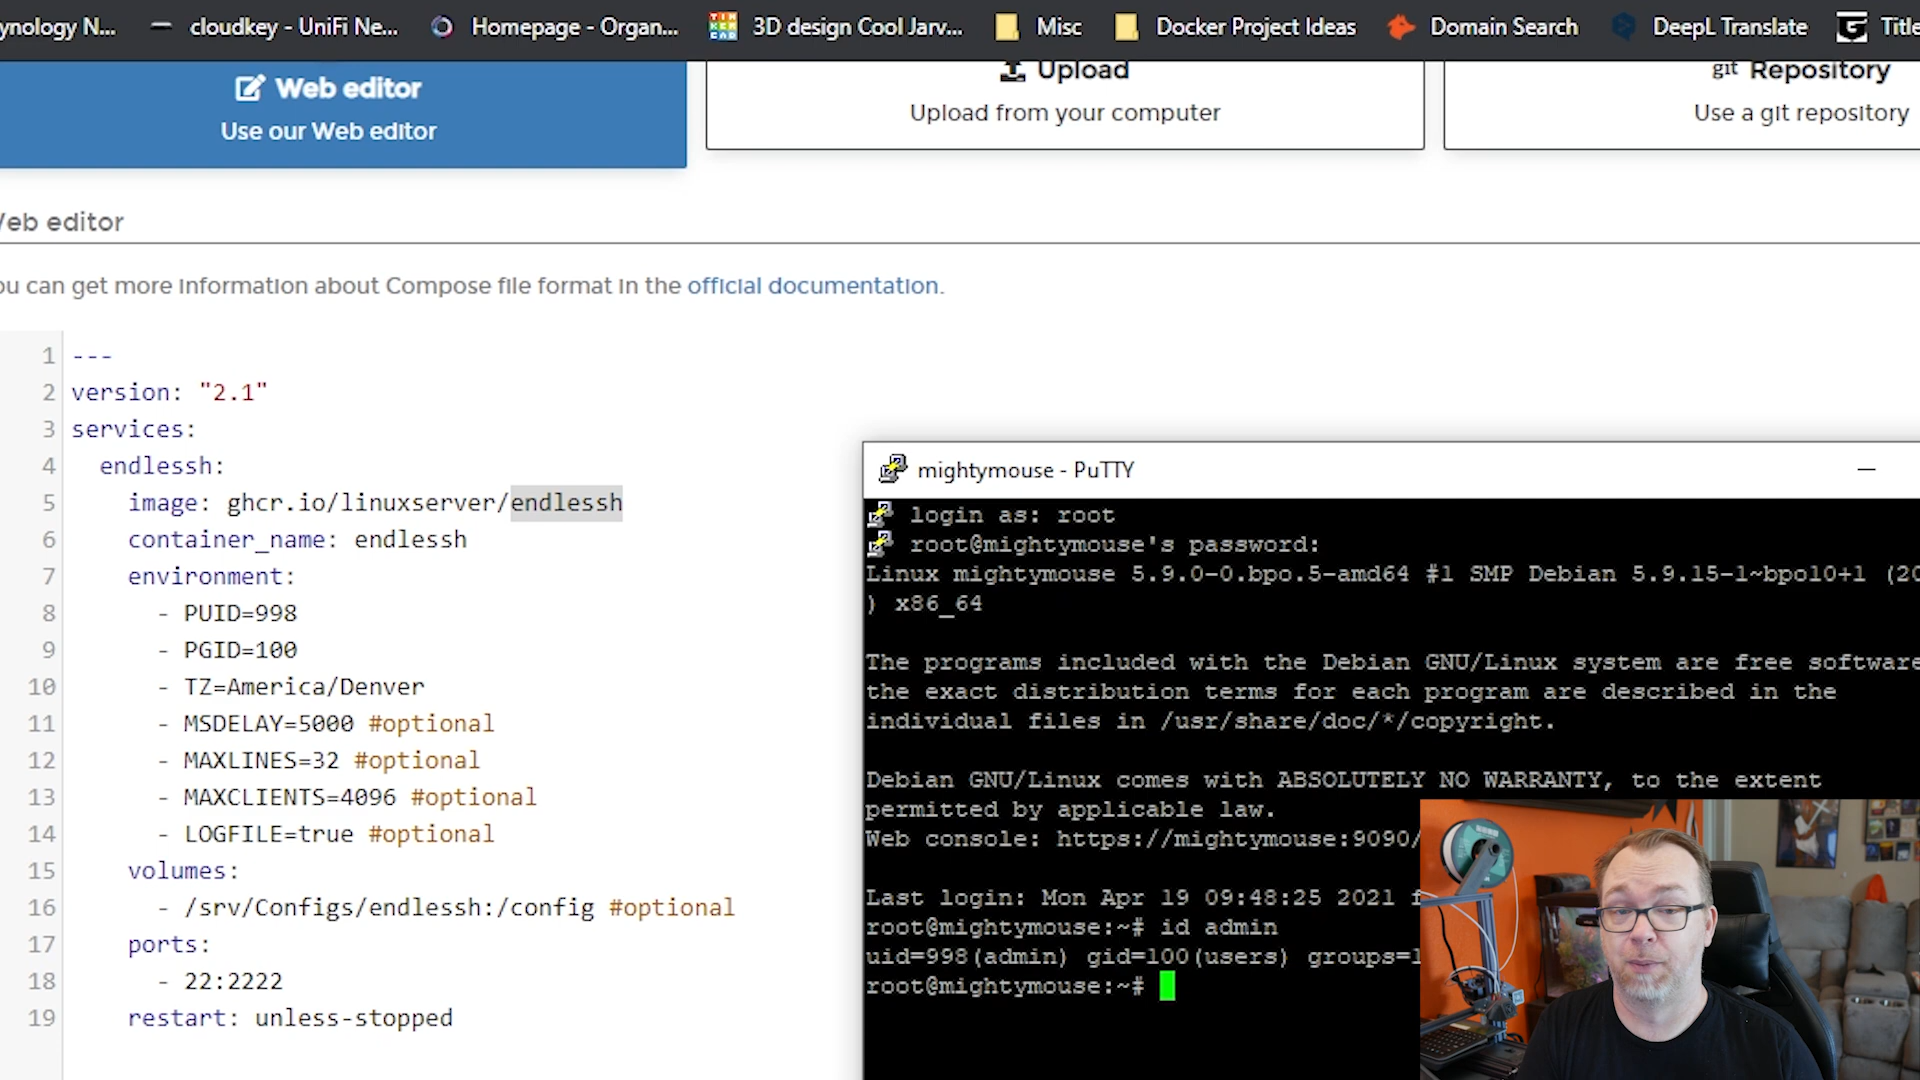 ynology N...
cloudkey - UniFi Ne...
Homepage - Organ...
TIN KER CAD
3D design Cool Jarv...
Misc
Docker Project Ideas
Domain Search
DeepL Translate
Title
Web editor
Use our Web editor
Upload
Upload from your computer
git Repository
Use a git repository
Web editor
ou can get more information about Compose file format in the official documentation.
1 ---
2 version: "2.1"
3 services:
4 endlessh:
5 image: ghcr.io/linuxserver/endlessh
6 container_name: endlessh
7 environment:
8 - PUID=998
9 - PGID=100
10 - TZ=America/Denver
11 - MSDELAY=5000 #optional
12 - MAXLINES=32 #optional
13 - MAXCLIENTS=4096 #optional
14 - LOGFILE=true #optional
15 volumes:
16 - /srv/Configs/endlessh:/config #optional
17 ports:
18 - 22:2222
19 restart: unless-stopped
mightymouse - PuTTY
login as: root
root@mightymouse's password:
Linux mightymouse 5.9.0-0.bpo.5-amd64 #1 SMP Debian 5.9.15-1~bpo10+1 (20
) x86_64
The programs included with the Debian GNU/Linux system are free software
the exact distribution terms for each program are described in the
individual files in /usr/share/doc/*/copyright.
Debian GNU/Linux comes with ABSOLUTELY NO WARRANTY, to the extent
permitted by applicable law.
Web console: https://mightymouse:9090/
Last login: Mon Apr 19 09:48:25 2021 f
root@mightymouse:~# id admin
uid=998(admin) gid=100(users) groups=1
root@mightymouse:~#